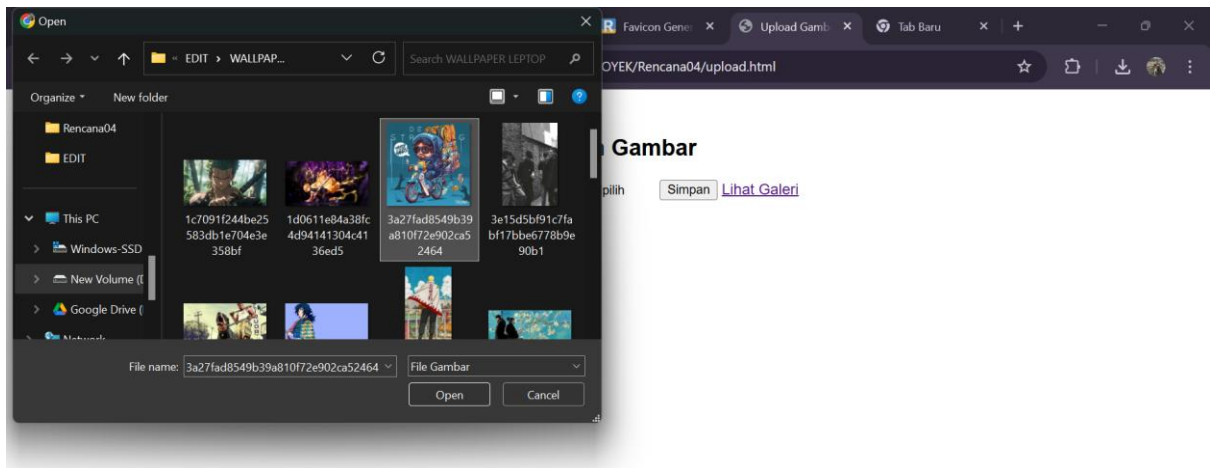 Open
EDIT > WALLPAP...
Search WALLPAPER LEPTOP
Organize
New folder
Rencana04
EDIT
This PC
Windows-SSD
New Volume (D
Google Drive (
Network
1c7091f244be25
583db1e704e3e
358bf
1d0611e84a38fc
4d94141304c41
36ed5
3a27fad8549b39
a810f72e902ca5
2464
3e15d5bf91c7fa
bf17bbe6778b9e
90b1
File name:
3a27fad8549b39a810f72e902ca52464
File Gambar
Open
Cancel
R Favicon Gene
Upload Gamb
Tab Baru
OYEK/Rencana04/upload.html
Gambar
pilih
Simpan
Lihat Galeri